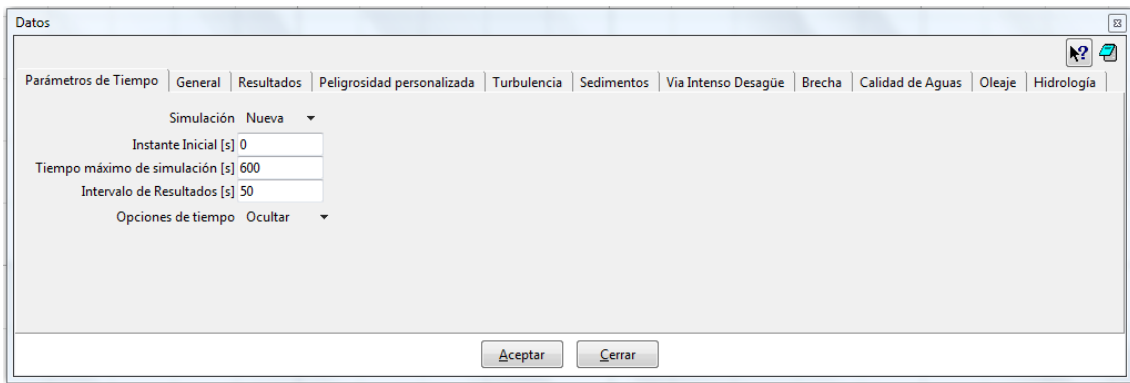 Datos
Parámetros de Tiempo General Resultados Peligrosidad personalizada Turbulencia Sedimentos Via Intenso Desagüe Brecha Calidad de Aguas Oleaje Hidrología
Simulación Nueva
Instante Inicial [s] 0
Tiempo máximo de simulación [s] 600
Intervalo de Resultados [s] 50
Opciones de tiempo Ocultar
Aceptar Cerrar